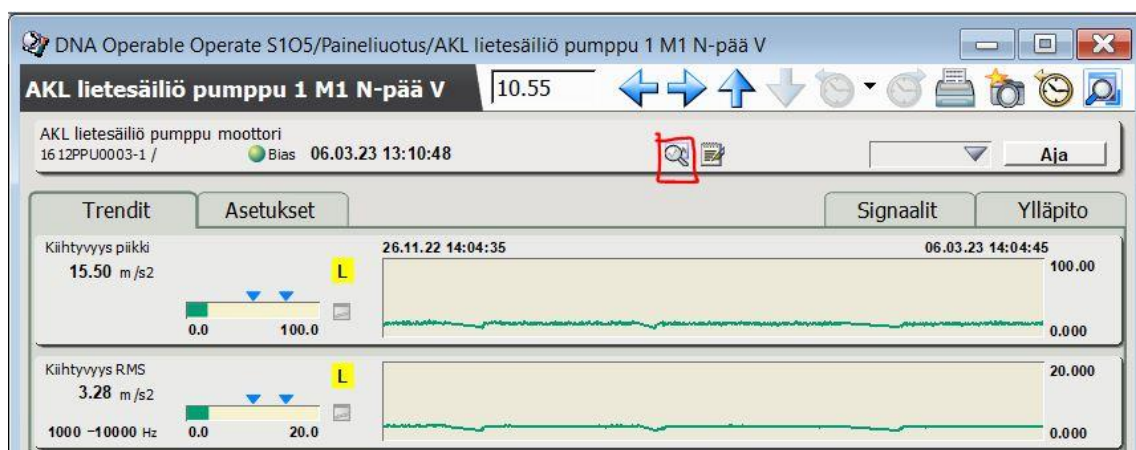 DNA Operable Operate S1O5/Paineliuotus/AKL lietesäiliö pumppu 1 M1 N-pää V
AKL lietesäiliö pumppu 1 M1 N-pää V 10.55
AKL lietesäiliö pumppu moottori
1612PPU0003-1 / Bias 06.03.23 13:10:48 Aja
Trendit Asetukset Signaalit Ylläpito
Kiihtyvyys piikki 26.11.22 14:04:35 06.03.23 14:04:45
15.50 m/s2 L 100.00
0.0 100.0 0.000
Kiihtyvyys RMS L 20.000
3.28 m/s2
1000 -10000 Hz 0.0 20.0 0.000